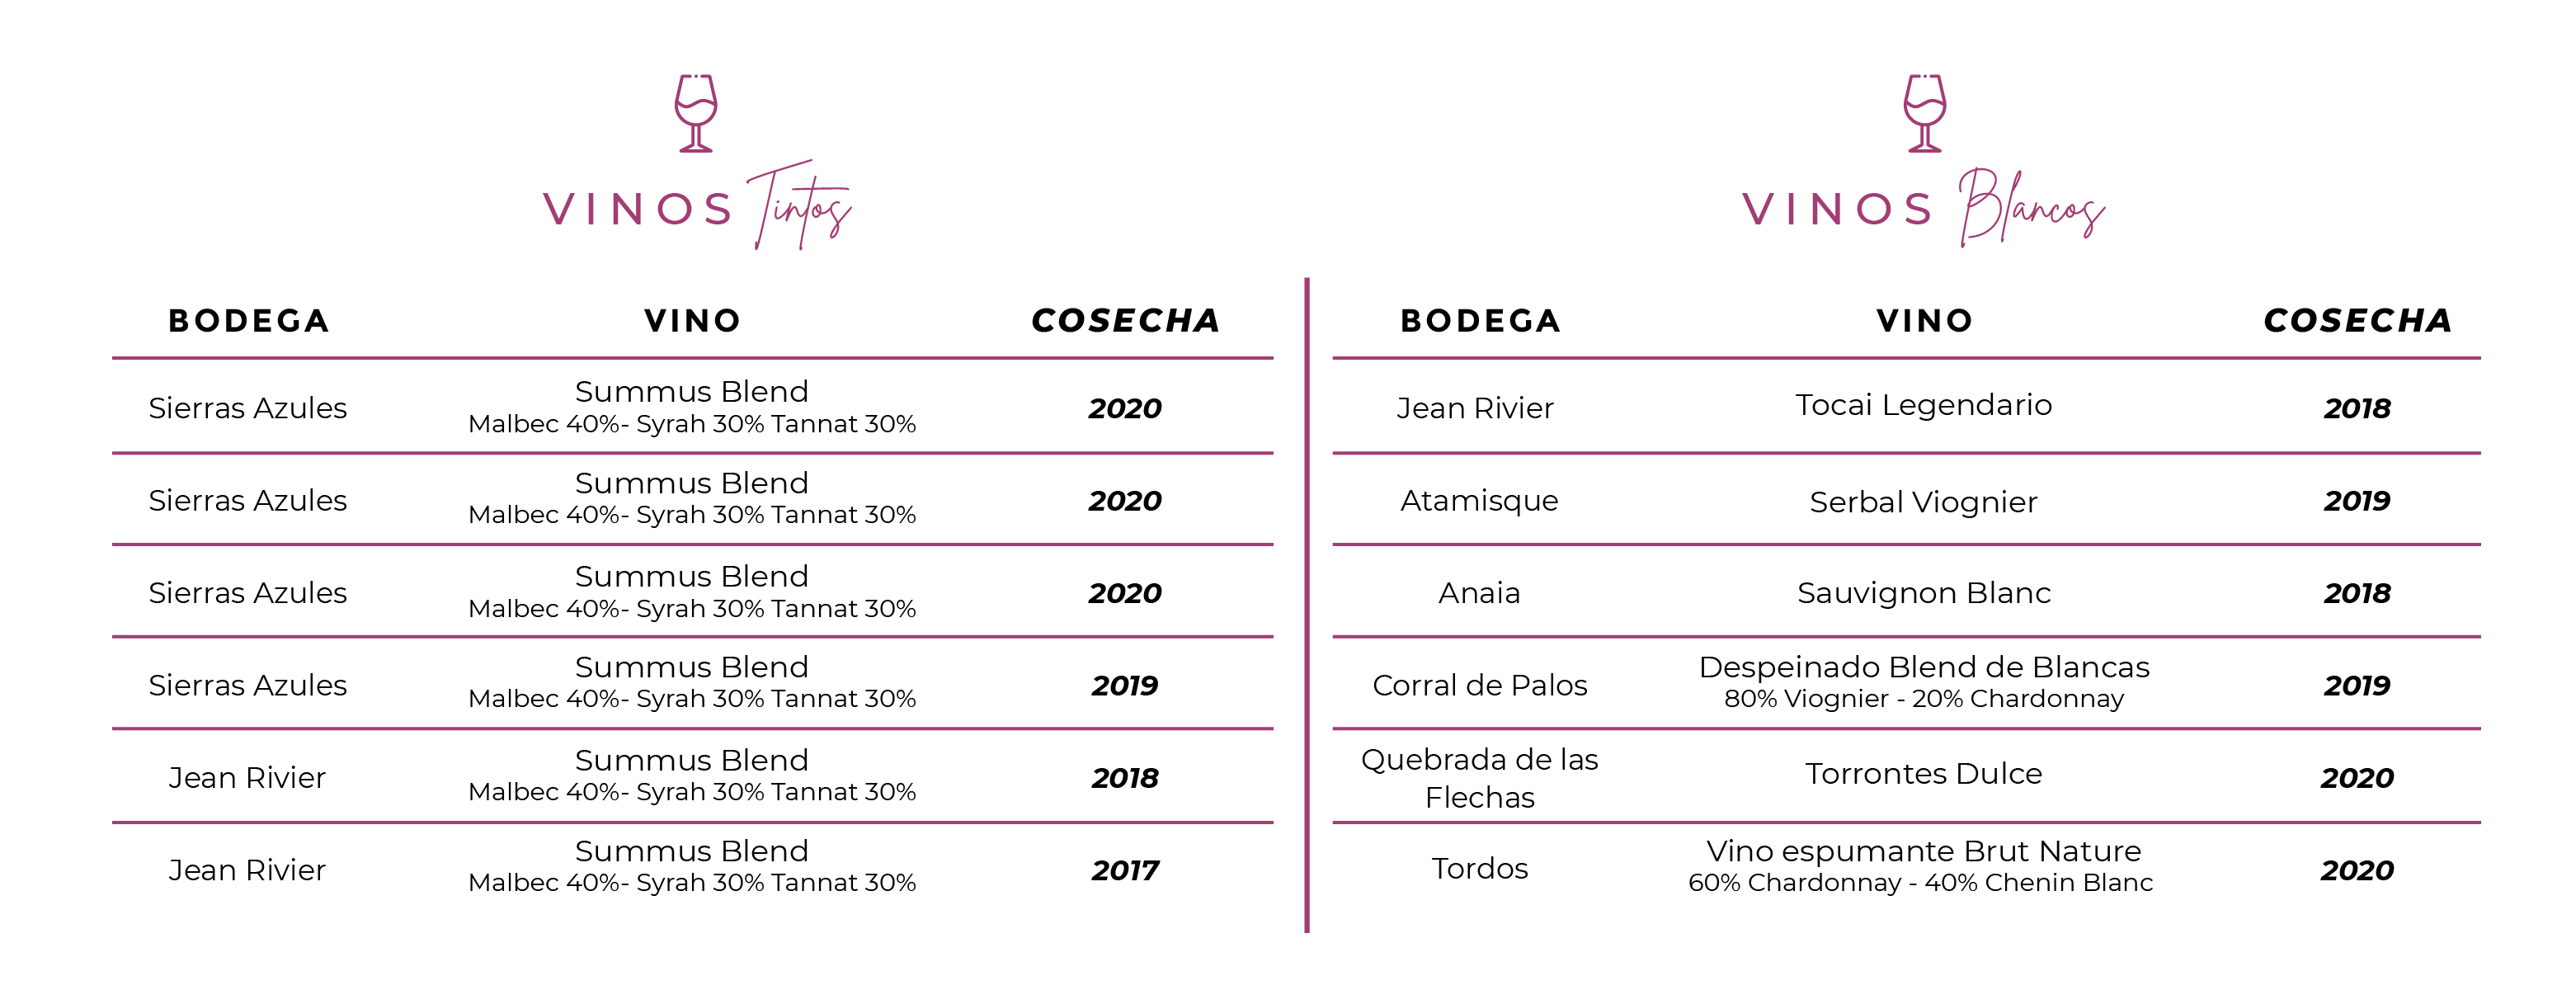 VINOS Tintos
BODEGA VINO COSECHA
Sierras Azules Summus Blend 2020
Malbec 40%- Syrah 30% Tannat 30%
Sierras Azules Summus Blend 2020
Malbec 40%- Syrah 30% Tannat 30%
Sierras Azules Summus Blend 2020
Malbec 40%- Syrah 30% Tannat 30%
Sierras Azules Summus Blend 2019
Malbec 40%- Syrah 30% Tannat 30%
Jean Rivier Summus Blend 2018
Malbec 40%- Syrah 30% Tannat 30%
Jean Rivier Summus Blend 2017
Malbec 40%- Syrah 30% Tannat 30%
VINOS Blancos
BODEGA VINO COSECHA
Jean Rivier Tocai Legendario 2018
Atamisque Serbal Viognier 2019
Anaia Sauvignon Blanc 2018
Corral de Palos Despeinado Blend de Blancas 2019
80% Viognier - 20% Chardonnay
Quebrada de las
Flechas Torrontes Dulce 2020
Tordos Vino espumante Brut Nature 2020
60% Chardonnay - 40% Chenin Blanc